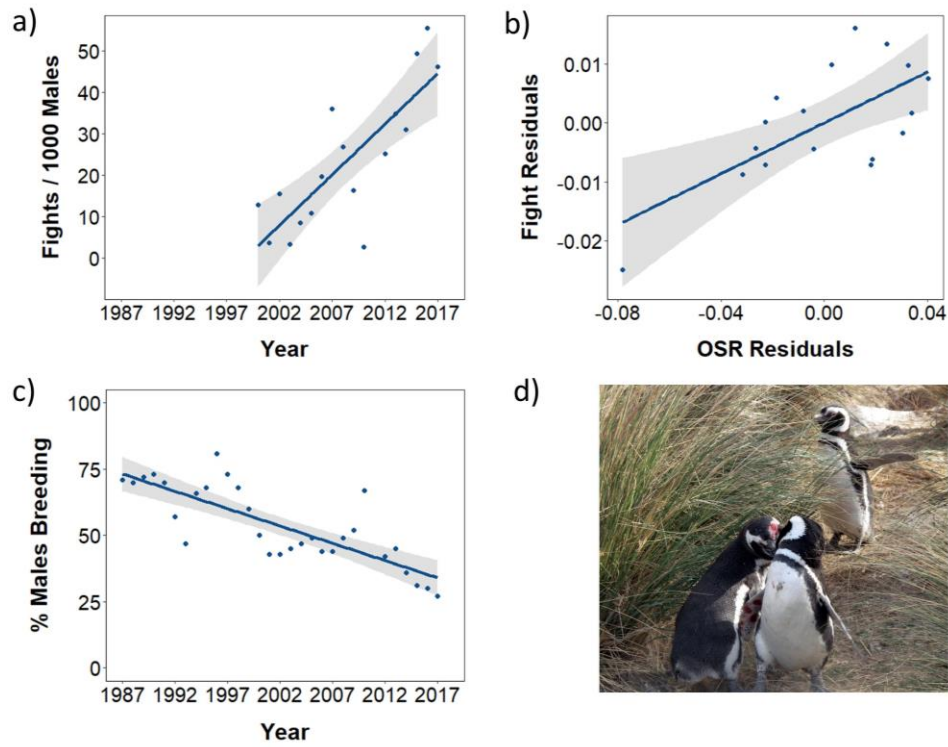 a)
50
40
30
20
10
0
1987 1992 1997 2002 2007 2012 2017
Fights / 1000 Males
Year
b)
0.01
0.00
-0.01
-0.02
-0.08 -0.04 0.00 0.04
Fight Residuals
OSR Residuals
c)
100
75
50
25
0
1987 1992 1997 2002 2007 2012 2017
% Males Breeding
Year
d)